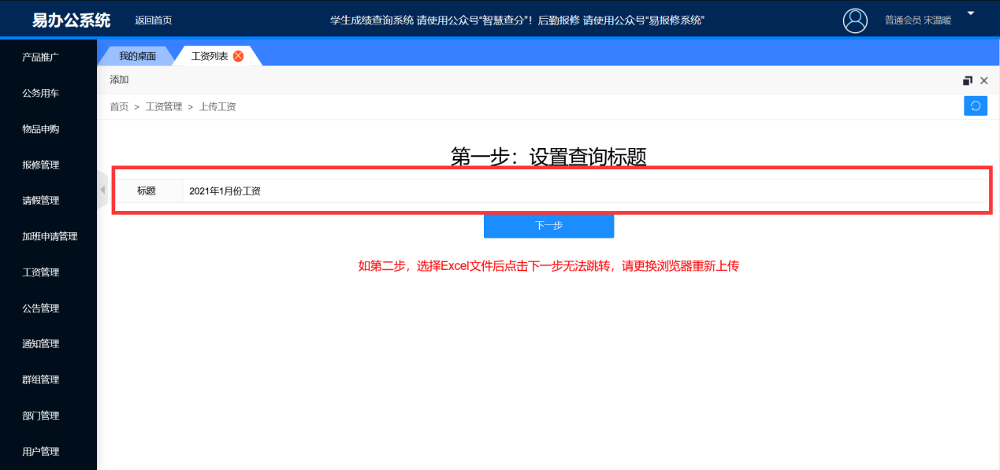 易办公系统 返回首页 学生成绩查询系统 请使用公众号“智慧查分”！后勤报修 请使用公众号“易报修系统” 普通会员 宋温暖
产品推广
公务用车
物品申购
报修管理
请假管理
加班申请管理
工资管理
公告管理
通知管理
群组管理
部门管理
用户管理
我的桌面 工资列表
添加
首页 > 工资管理 > 上传工资
第一步：设置查询标题
标题 2021年1月份工资
下一步
如第二步，选择Excel文件后点击下一步无法跳转，请更换浏览器重新上传